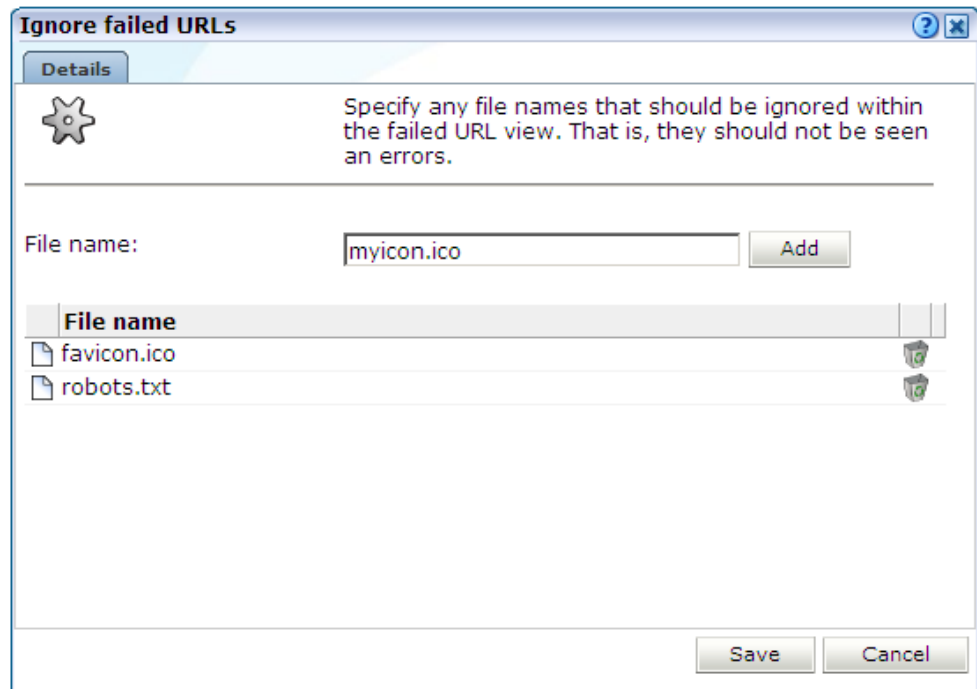 Ignore failed URLs
Details
Specify any file names that should be ignored within
the failed URL view. That is, they should not be seen
an errors.
File name:
myicon.ico
Add
File name
favicon.ico
robots.txt
Save
Cancel